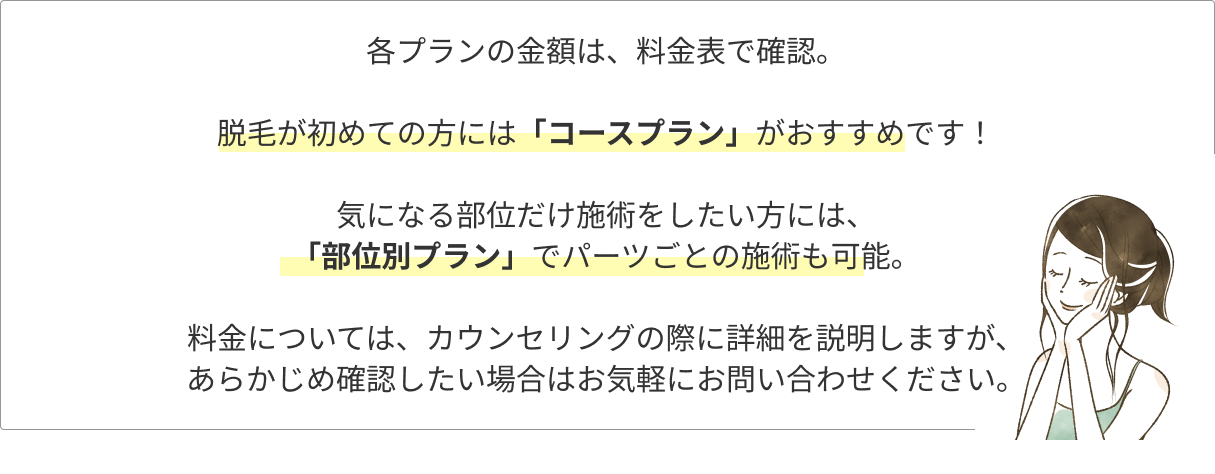 各プランの金額は、料金表で確認。
脱毛が初めての方には「コースプラン」がおすすめです！
気になる部位だけ施術をしたい方には、
「部位別プラン」でパーツごとの施術も可能。
料金については、カウンセリングの際に詳細を説明しますが、
あらかじめ確認したい場合はお気軽にお問い合わせください。